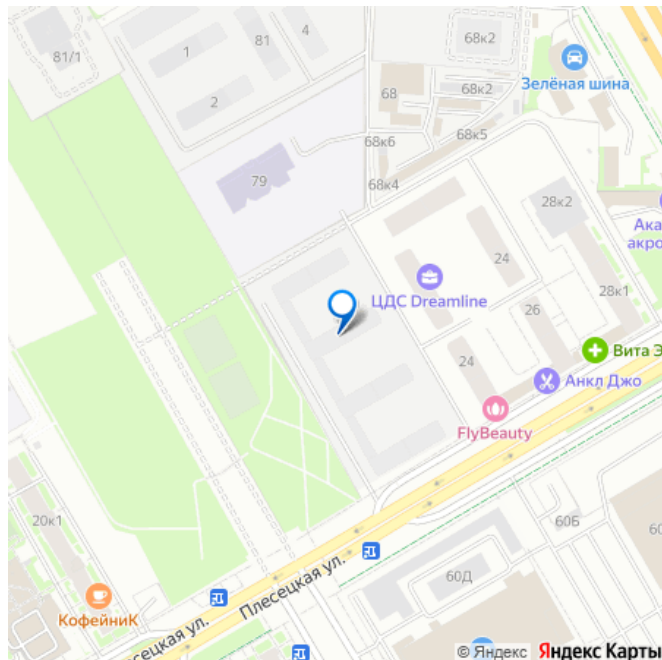 81/1
1
81
4
2
68к2
Зелёная шина
68
68к2
68к6
68к5
79
68к4
28к2
Ака
акро
24
ЦДС Dreamline
28к1
26
24
Вита Э
Анкл Джо
FlyBeauty
20к1
60Б
60
Плесецкая ул.
60Д
КофейниК
сецкая ул.
© Яндекс Яндекс Карты